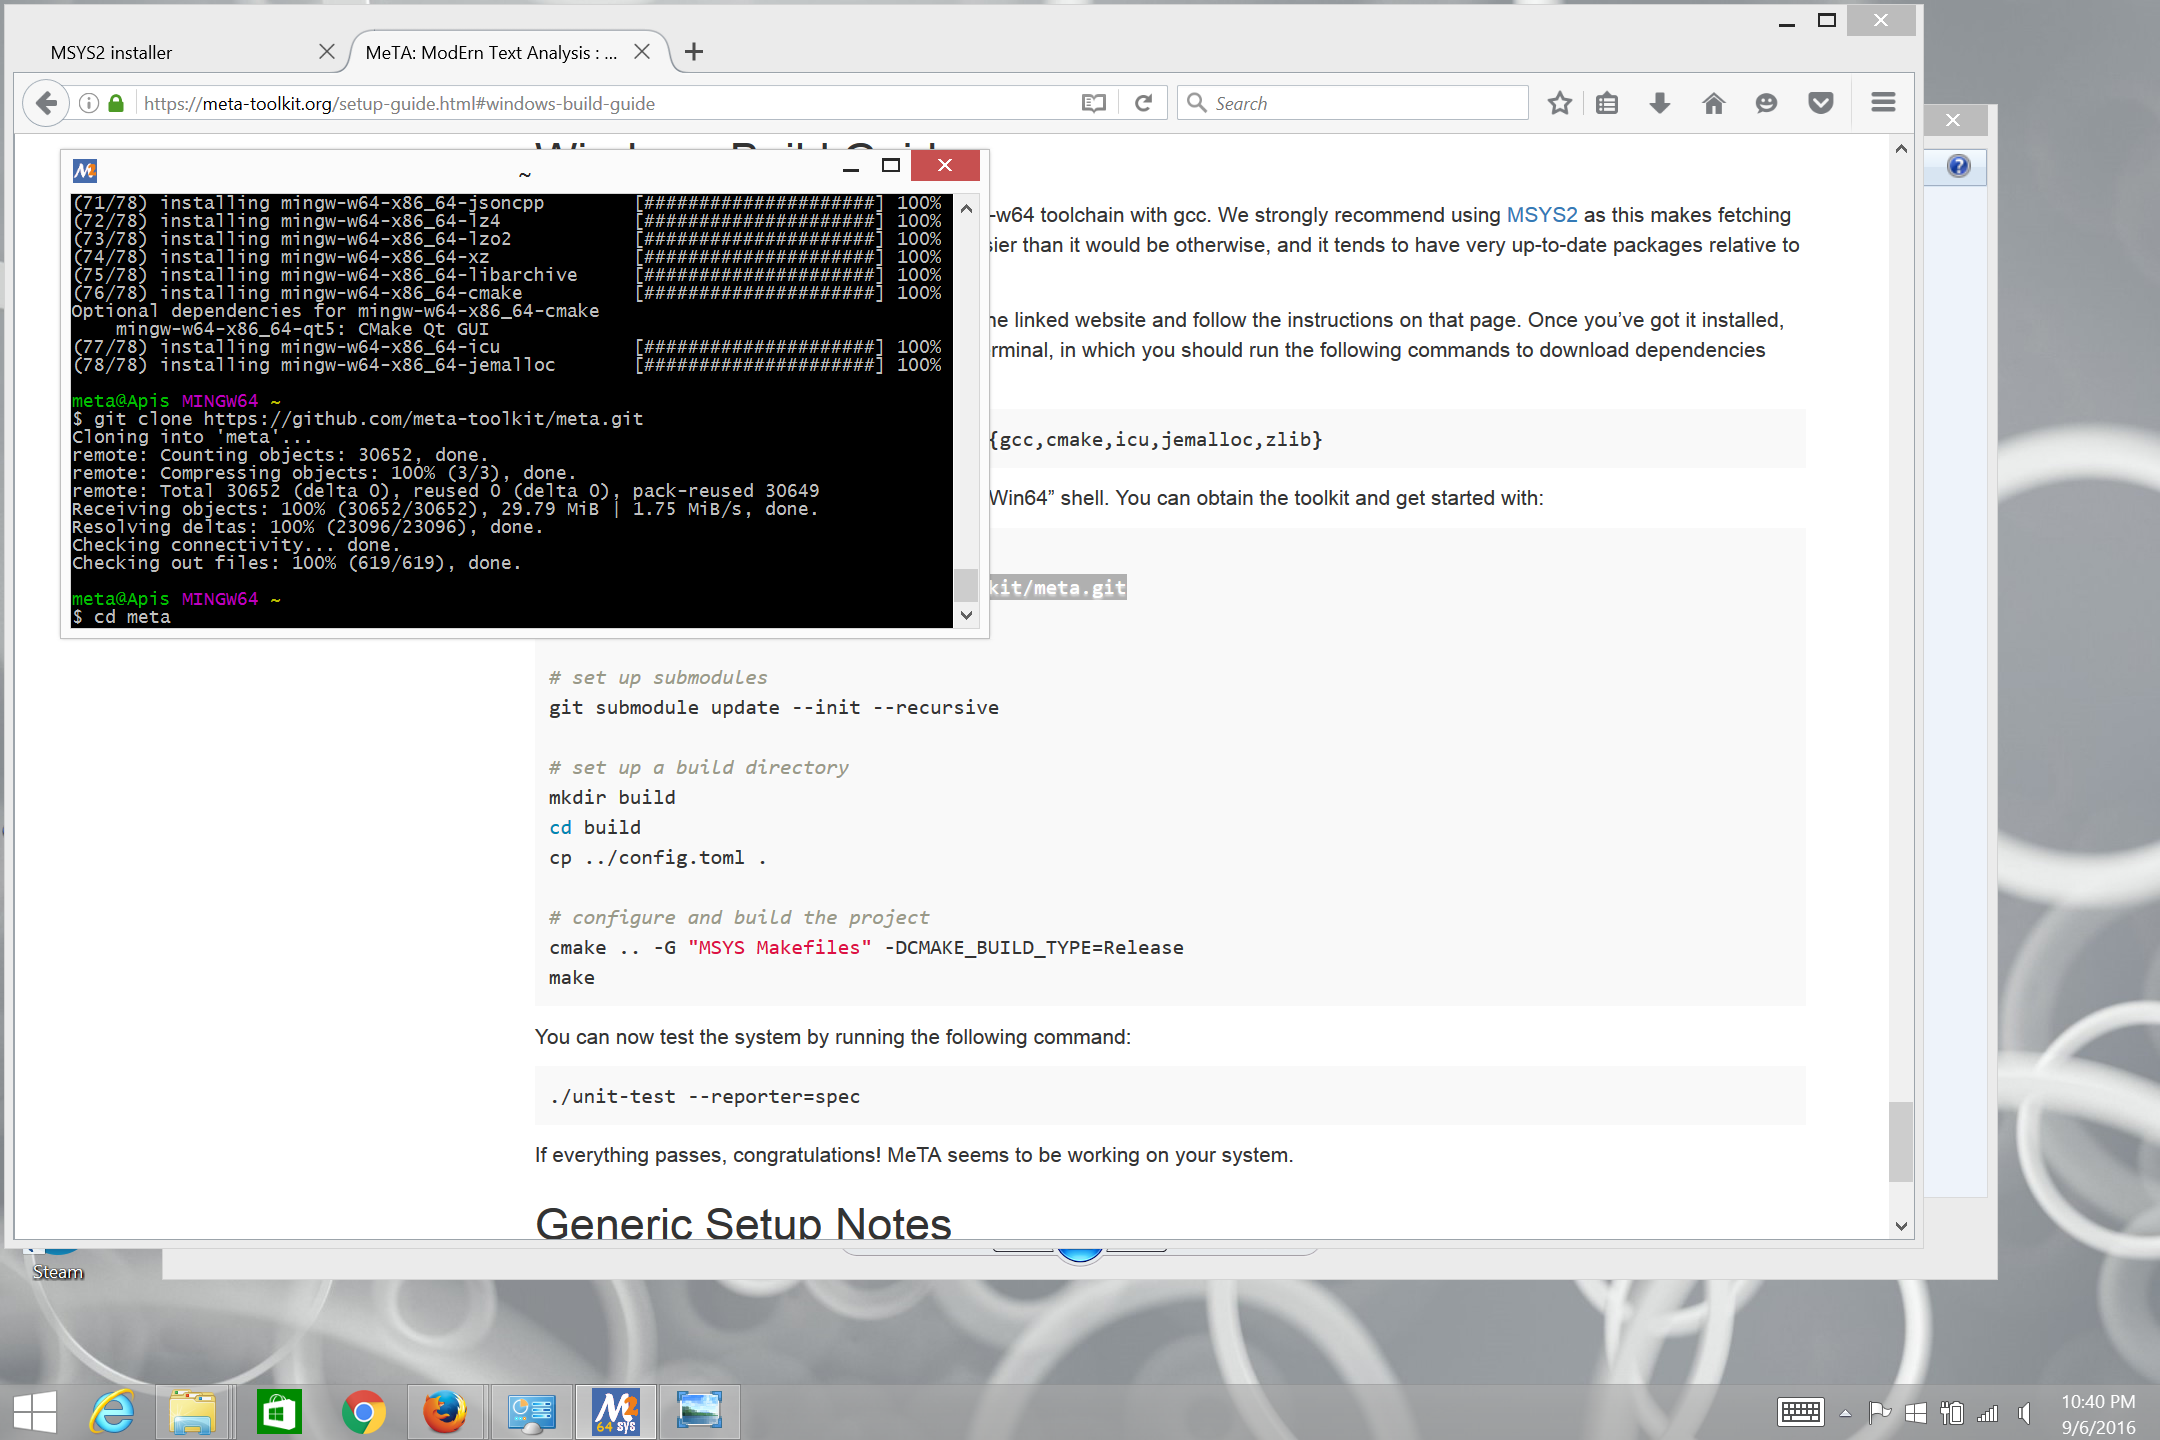 MSYS2 installer
MeTA: ModErn Text Analysis : ...
https://meta-toolkit.org/setup-guide.html#windows-build-guide
Search
~
(71/78) installing mingw-w64-x86_64-jsoncpp [#####################] 100%
(72/78) installing mingw-w64-x86_64-lz4 [#####################] 100%
(73/78) installing mingw-w64-x86_64-lzo2 [#####################] 100%
(74/78) installing mingw-w64-x86_64-xz [#####################] 100%
(75/78) installing mingw-w64-x86_64-libarchive [#####################] 100%
(76/78) installing mingw-w64-x86_64-cmake [#####################] 100%
Optional dependencies for mingw-w64-x86_64-cmake
mingw-w64-x86_64-qt5: CMake Qt GUI
(77/78) installing mingw-w64-x86_64-icu [#####################] 100%
(78/78) installing mingw-w64-x86_64-jemalloc [#####################] 100%
meta@Apis MINGW64 ~
$ git clone https://github.com/meta-toolkit/meta.git
Cloning into 'meta'...
remote: Counting objects: 30652, done.
remote: Compressing objects: 100% (3/3), done.
remote: Total 30652 (delta 0), reused 0 (delta 0), pack-reused 30649
Receiving objects: 100% (30652/30652), 29.79 MiB | 1.75 MiB/s, done.
Resolving deltas: 100% (23096/23096), done.
Checking connectivity... done.
Checking out files: 100% (619/619), done.
meta@Apis MINGW64 ~
$ cd meta
-w64 toolchain with gcc. We strongly recommend using MSYS2 as this makes fetching
sier than it would be otherwise, and it tends to have very up-to-date packages relative to
ne linked website and follow the instructions on that page. Once you’ve got it installed,
rminal, in which you should run the following commands to download dependencies
{gcc,cmake,icu,jemalloc,zlib}
Win64” shell. You can obtain the toolkit and get started with:
kit/meta.git
# set up submodules
git submodule update --init --recursive
# set up a build directory
mkdir build
cd build
cp ../config.toml .
# configure and build the project
cmake .. -G "MSYS Makefiles" -DCMAKE_BUILD_TYPE=Release
make
You can now test the system by running the following command:
./unit-test --reporter=spec
If everything passes, congratulations! MeTA seems to be working on your system.
Generic Setup Notes
Steam
M2
64 sys
10:40 PM
9/6/2016